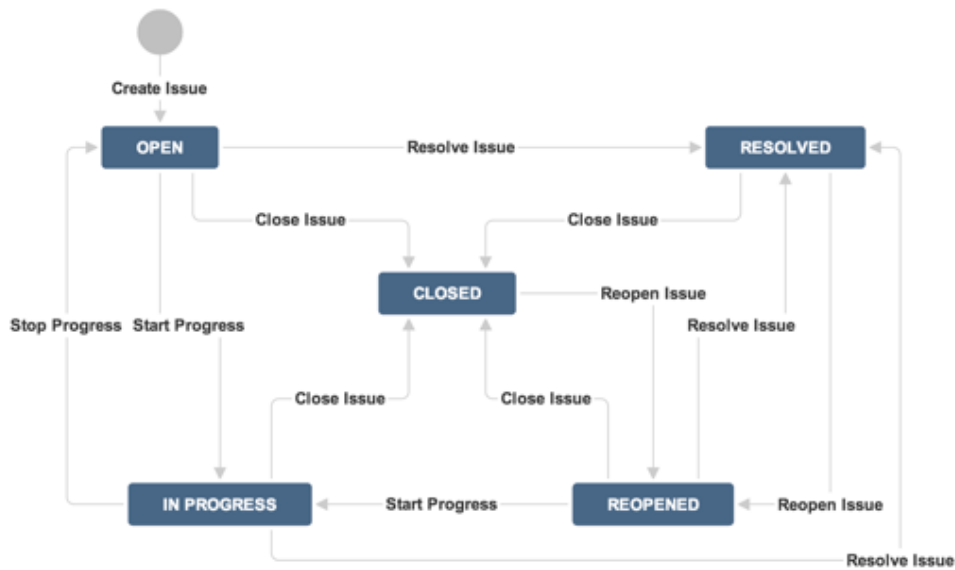 Create Issue
OPEN
Resolve Issue
RESOLVED
Close Issue
Close Issue
CLOSED
Reopen Issue
Stop Progress
Start Progress
Resolve Issue
Close Issue
Close Issue
IN PROGRESS
Start Progress
REOPENED
Reopen Issue
Resolve Issue